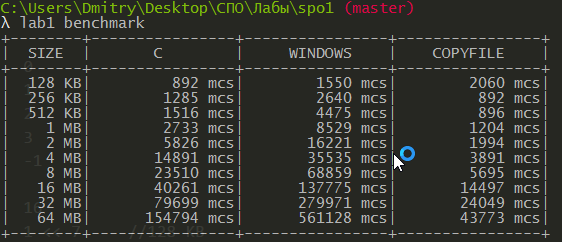 C:\Users\Dmitry\Desktop\СПО\Лабы\spo1 (master)
λ lab1 benchmark
+--------+----------------+---------------+---------------+
| SIZE | C | WINDOWS | COPYFILE |
+--------+----------------+---------------+---------------+
| 128 KB| 892 mcs| 1550 mcs| 2060 mcs|
| 256 KB| 1285 mcs| 2640 mcs| 892 mcs|
| 512 KB| 1516 mcs| 4475 mcs| 896 mcs|
| 1 MB| 2733 mcs| 8529 mcs| 1204 mcs|
| 2 MB| 5826 mcs| 16221 mcs| 1994 mcs|
| 4 MB| 14891 mcs| 35535 mcs| 3891 mcs|
| 8 MB| 23510 mcs| 68859 mcs| 5695 mcs|
| 16 MB| 40261 mcs| 137775 mcs| 14497 mcs|
| 32 MB| 79699 mcs| 279971 mcs| 24049 mcs|
| 64 MB| 154794 mcs| 561128 mcs| 43773 mcs|
+--------+----------------+---------------+---------------+